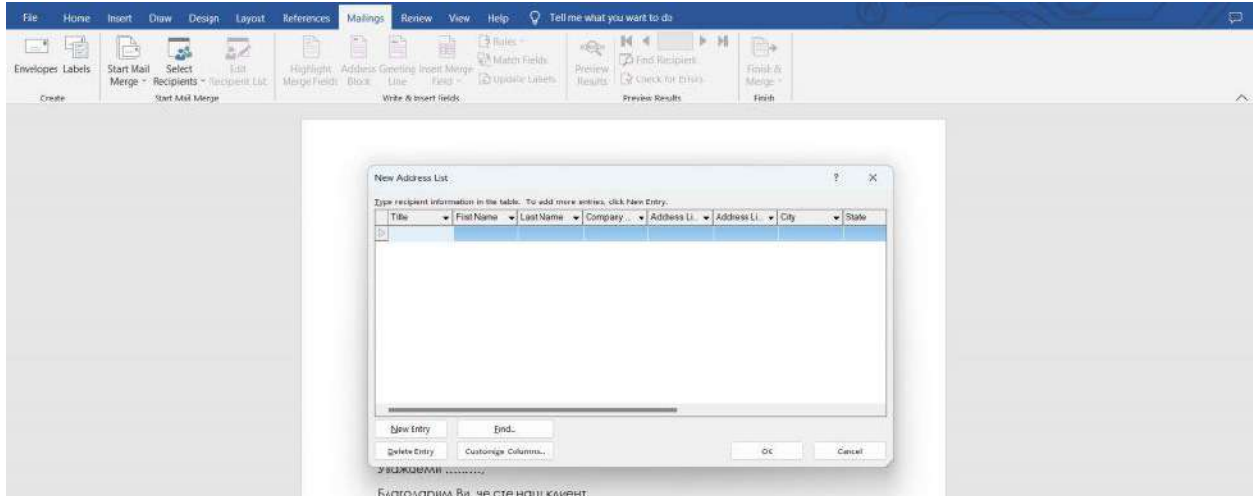 File Home Insert Draw Design Layout References Mailings Review View Help Tell me what you want to do
Envelopes Labels
Start Mail Merge
Select Recipients
Edit Recipient List
Highlight Merge Fields
Address Block
Greeting Line
Insert Merge Field
Rules
Match Fields
Update Labels
Preview Results
Find Recipient
Check for Errors
Finish & Merge
Create
Start Mail Merge
Write & Insert Fields
Preview Results
Finish
New Address List
?
Type recipient information in the table. To add more entries, click New Entry.
Title First Name Last Name Company ... Address Li... Address Li... City State
New Entry Find...
Delete Entry Customize Columns... OK Cancel
Уважаеми .........,
Благодарим Ви, че сте наш клиент